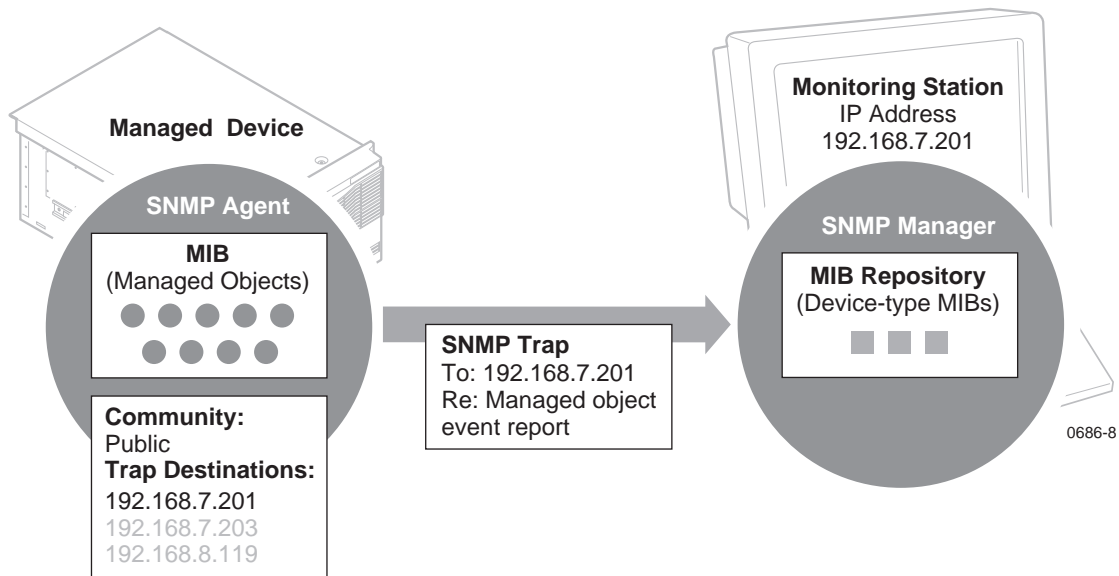 Managed Device
SNMP Agent
MIB
(Managed Objects)
Community:
Public
Trap Destinations:
192.168.7.201
192.168.7.203
192.168.8.119
SNMP Trap
To: 192.168.7.201
Re: Managed object
event report
Monitoring Station
IP Address
192.168.7.201
SNMP Manager
MIB Repository
(Device-type MIBs)
0686-8